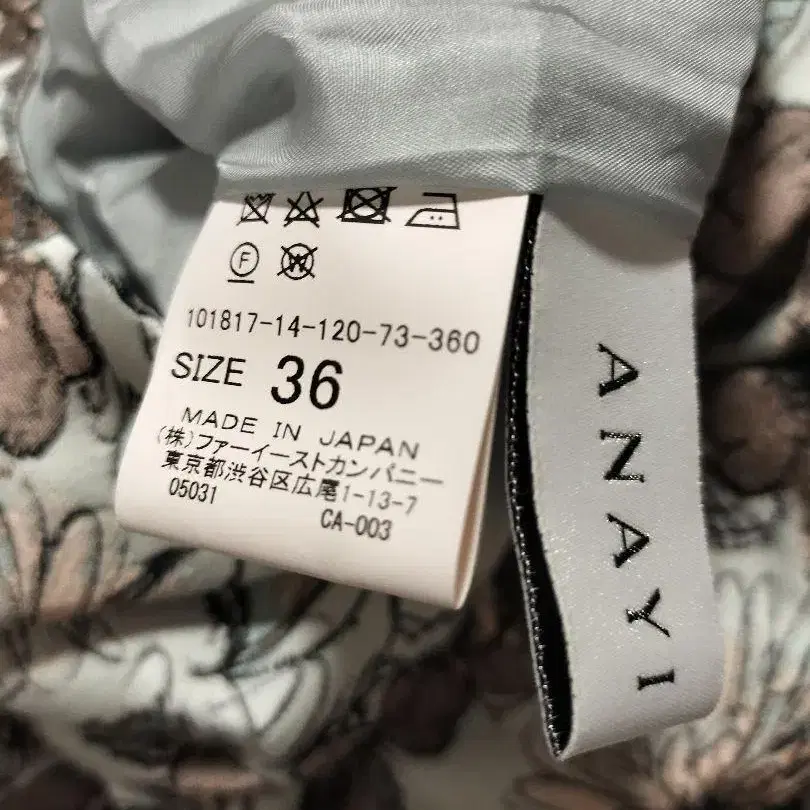 F
W
101817-14-120-73-360
SIZE 36
MADE IN JAPAN
(株)ファーイーストカンパニー
東京都渋谷区広尾1-13-7
05031
CA-003
ANAYI